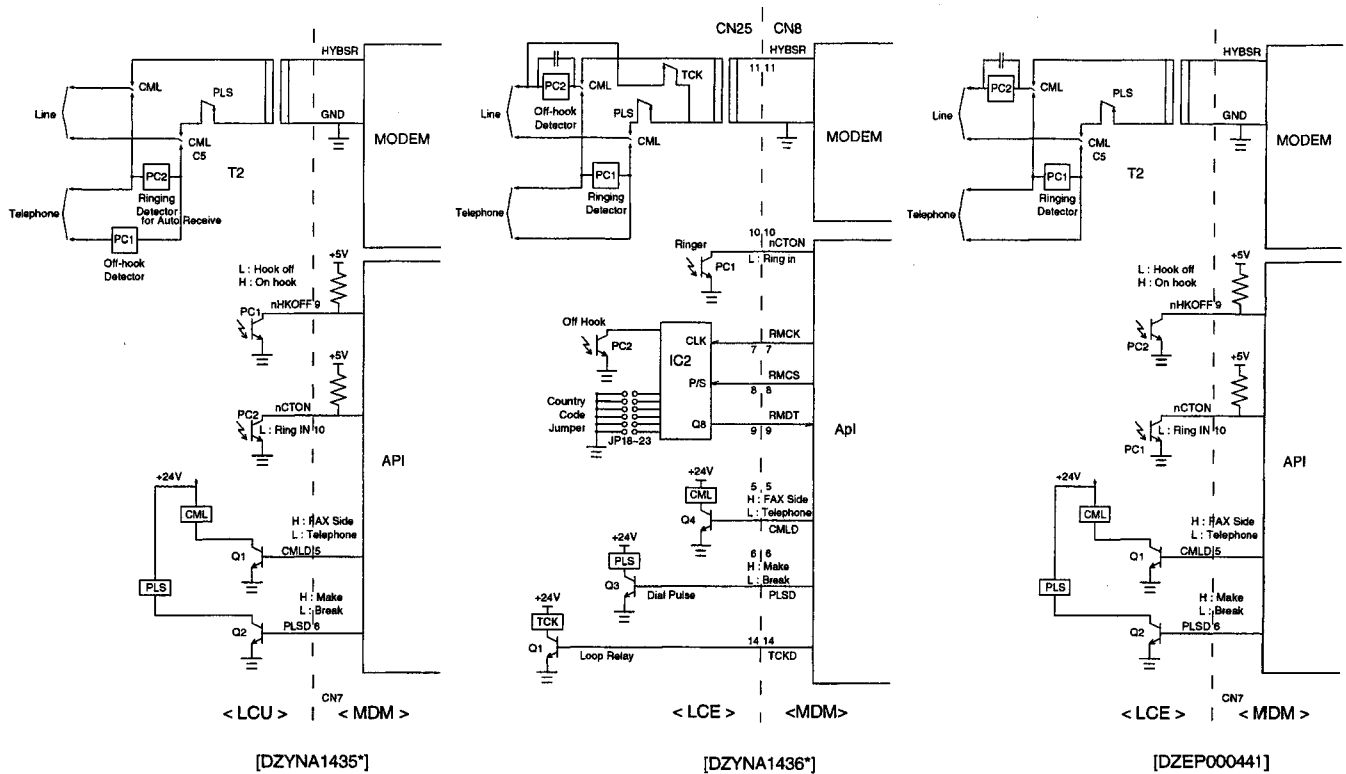 HYBSR
CML
PLS
Line
GND
CML
C5
MODEM
PC2
T2
Ringing
Detector
for Auto Receive
Telephone
PC1
Off-hook
Detector
+5V
L : Hook off
H : On hook
nHKOFF 9
PC1
+5V
nCTON
PC2
L : Ring IN 10
API
+24V
CML
H : FAX Side
L : Telephone
Q1
CMLD 5
PLS
H : Make
L : Break
Q2
PLSD 6
CN7
< LCU >
< MDM >
[DZYNA1435*]
CN25
CN8
HYBSR
11 11
TCK
PC2
CML
Off-hook
Detector
PLS
Line
CML
MODEM
PC1
Ringing
Detector
Telephone
10 10
nCTON
Ringer
L : Ring in
PC1
Off Hook
PC2
CLK
IC2
RMCK
7 7
P/S
RMCS
8 8
Country
Code
Jumper
Q8
RMDT
9 9
JP18~23
ApI
+24V
CML
5 5
H : FAX Side
L : Telephone
Q4
CMLD
+24V
PLS
6 6
H : Make
L : Break
Q3
Dial Pulse
PLSD
+24V
TCK
14 14
Q1
Loop Relay
TCKD
< LCE >
<MDM>
[DZYNA1436*]
HYBSR
PC2
CML
PLS
Line
GND
CML
C5
MODEM
PC1
T2
Ringing
Detector
Telephone
+5V
L : Hook off
H : On hook
nHKOFF 9
PC2
+5V
nCTON
L : Ring IN 10
PC1
API
+24V
CML
H : FAX Side
L : Telephone
Q1
CMLD 5
PLS
H : Make
L : Break
Q2
PLSD 6
CN7
< LCE >
< MDM >
[DZEP000441]